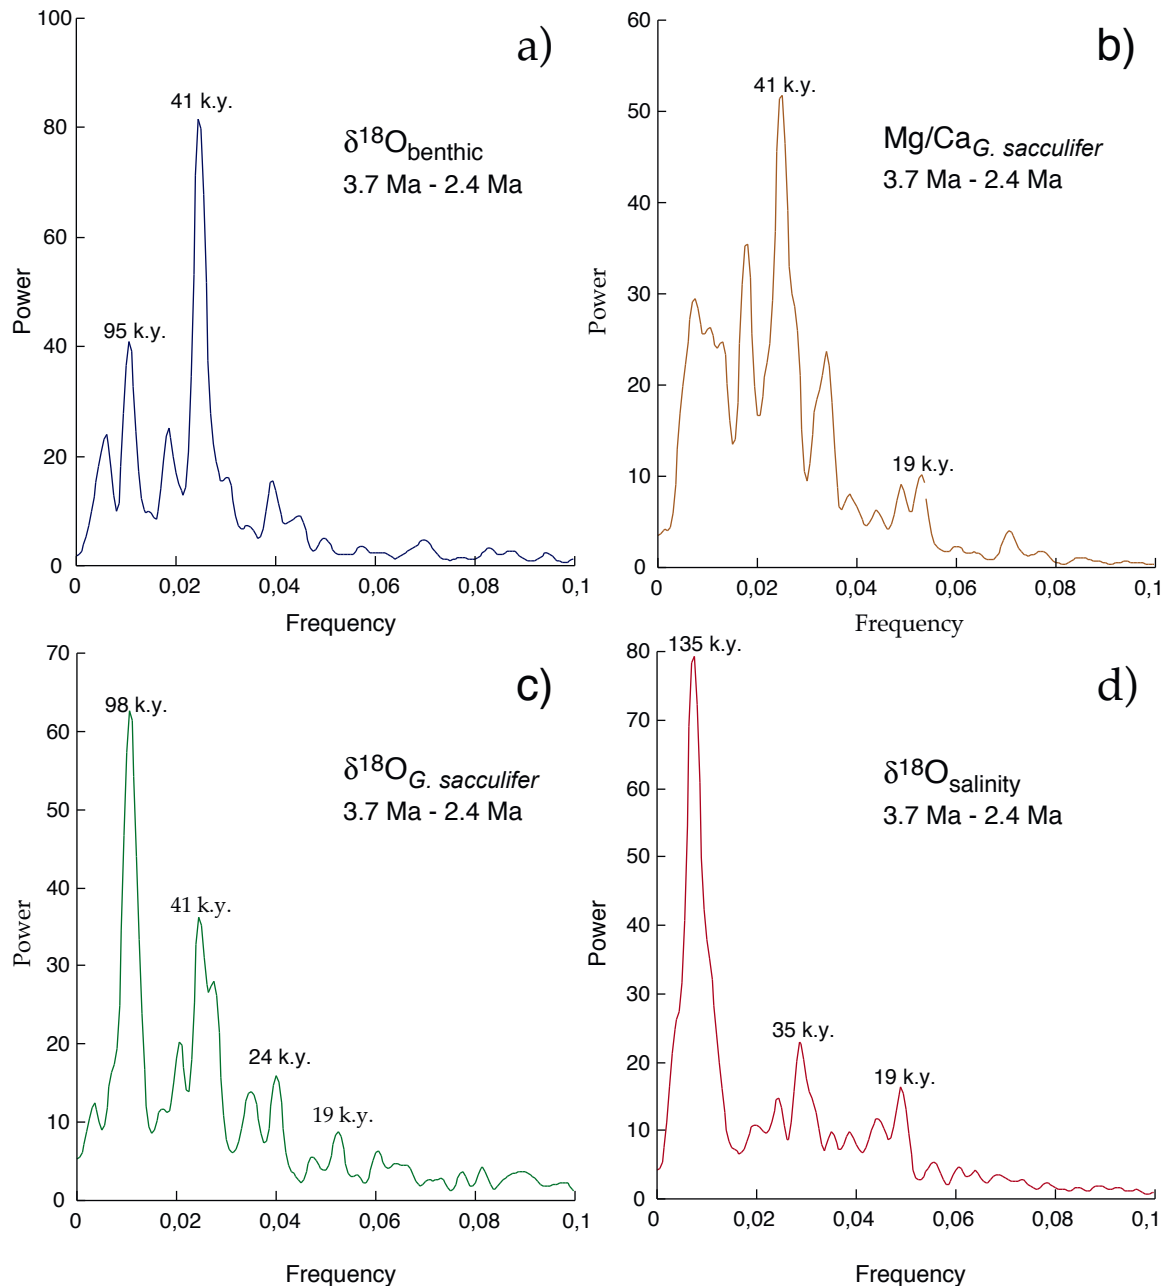 a)
100
80
60
40
20
0
Power
41 k.y.
95 k.y.
δ18Obenthic
3.7 Ma - 2.4 Ma
0 0,02 0,04 0,06 0,08 0,1
Frequency
b)
60
50
40
30
20
10
0
Power
41 k.y.
19 k.y.
Mg/CaG. sacculifer
3.7 Ma - 2.4 Ma
0 0,02 0,04 0,06 0,08 0,1
Frequency
c)
70
60
50
40
30
20
10
0
Power
98 k.y.
41 k.y.
24 k.y.
19 k.y.
δ18OG. sacculifer
3.7 Ma - 2.4 Ma
0 0,02 0,04 0,06 0,08 0,1
Frequency
d)
80
70
60
50
40
30
20
10
0
Power
135 k.y.
35 k.y.
19 k.y.
δ18Osalinity
3.7 Ma - 2.4 Ma
0 0,02 0,04 0,06 0,08 0,1
Frequency